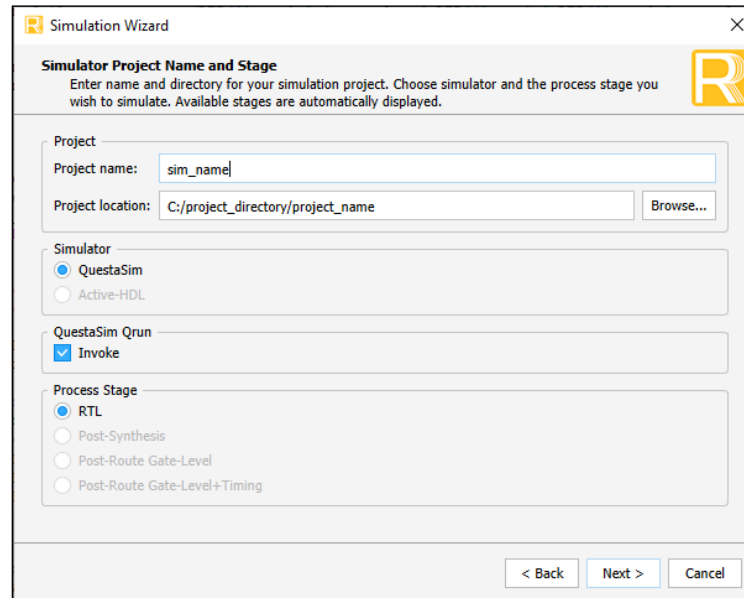 Simulation Wizard
Simulator Project Name and Stage
Enter name and directory for your simulation project. Choose simulator and the process stage you
wish to simulate. Available stages are automatically displayed.
Project
Project name: sim_name
Project location: C:/project_directory/project_name Browse...
Simulator
QuestaSim
Active-HDL
QuestaSim Qrun
Invoke
Process Stage
RTL
Post-Synthesis
Post-Route Gate-Level
Post-Route Gate-Level+Timing
< Back Next > Cancel